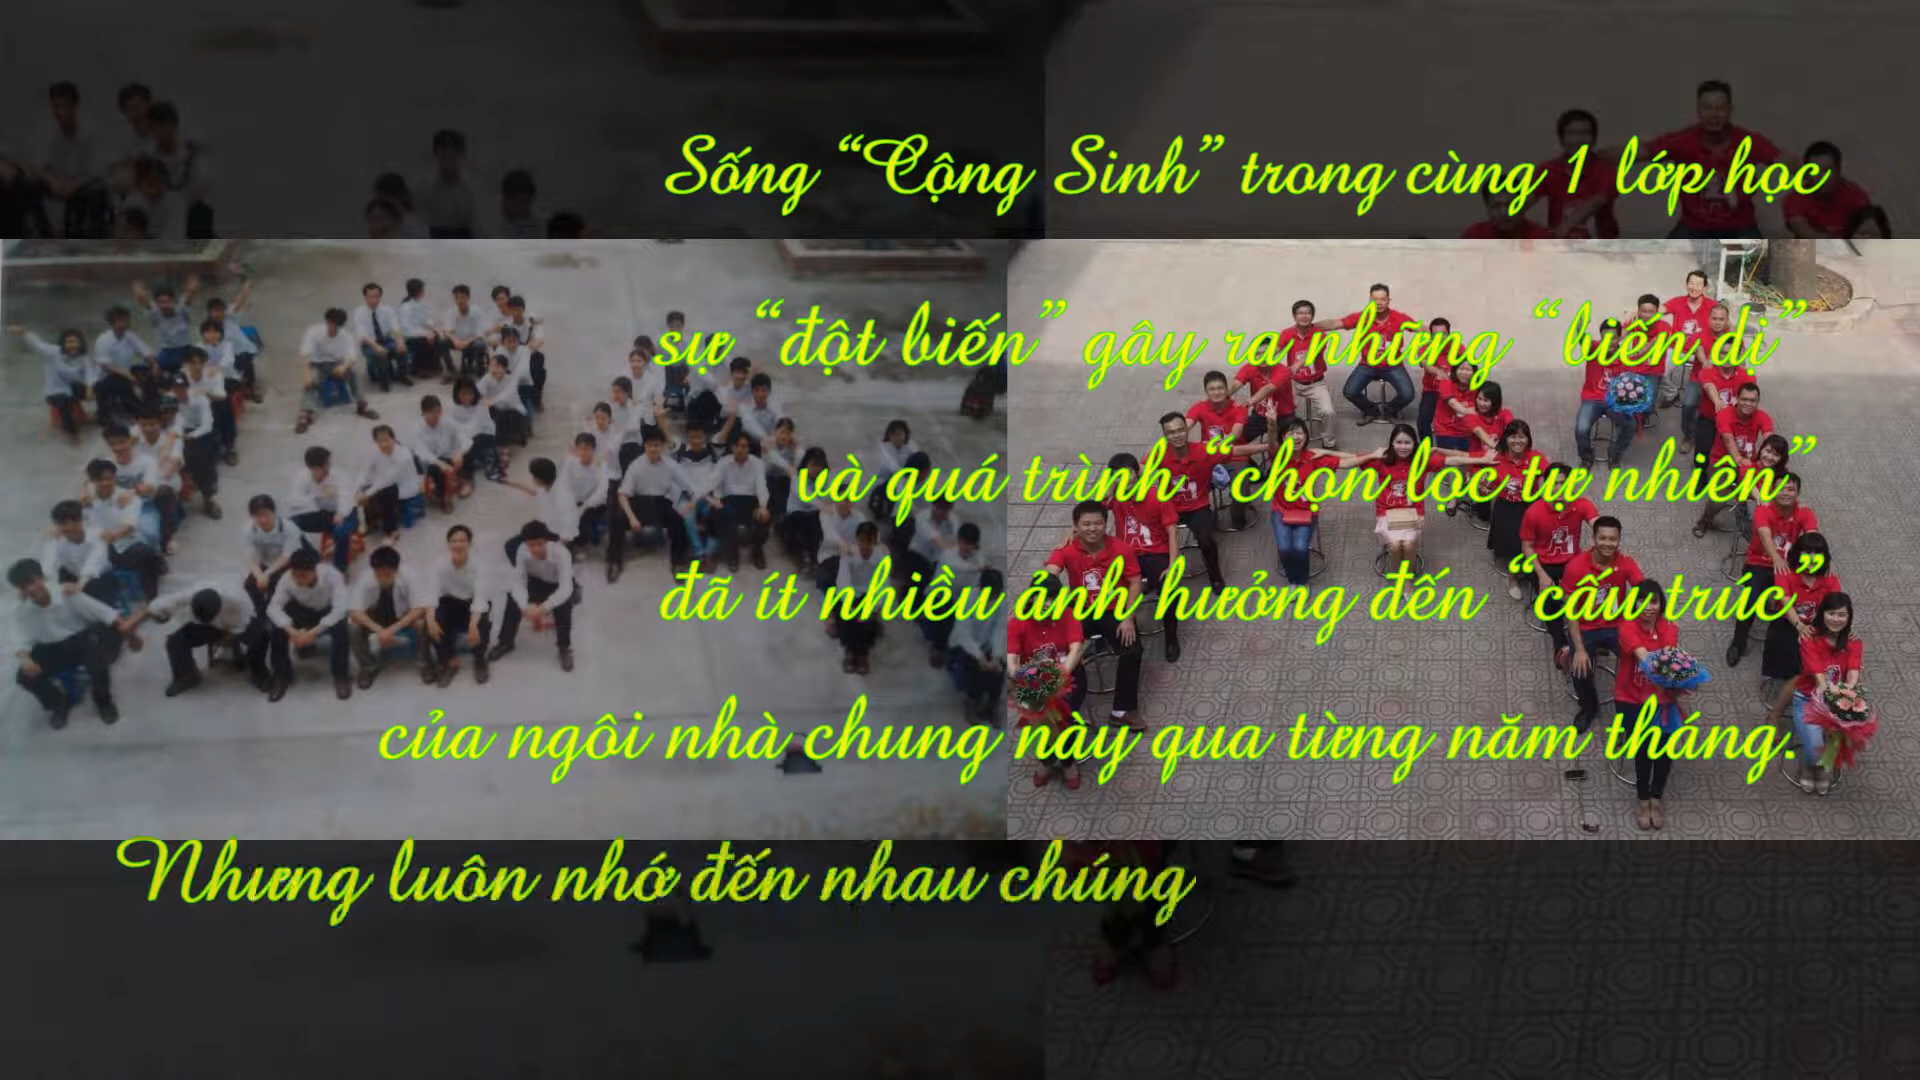 Sống “Cộng Sinh” trong cùng 1 lớp học
sự “đột biến” gây ra những “biến dị”
và quá trình “chọn lọc tự nhiên”
đã ít nhiều ảnh hưởng đến “cấu trúc”
của ngôi nhà chung này qua từng năm tháng.
Nhưng luôn nhớ đến nhau chúng